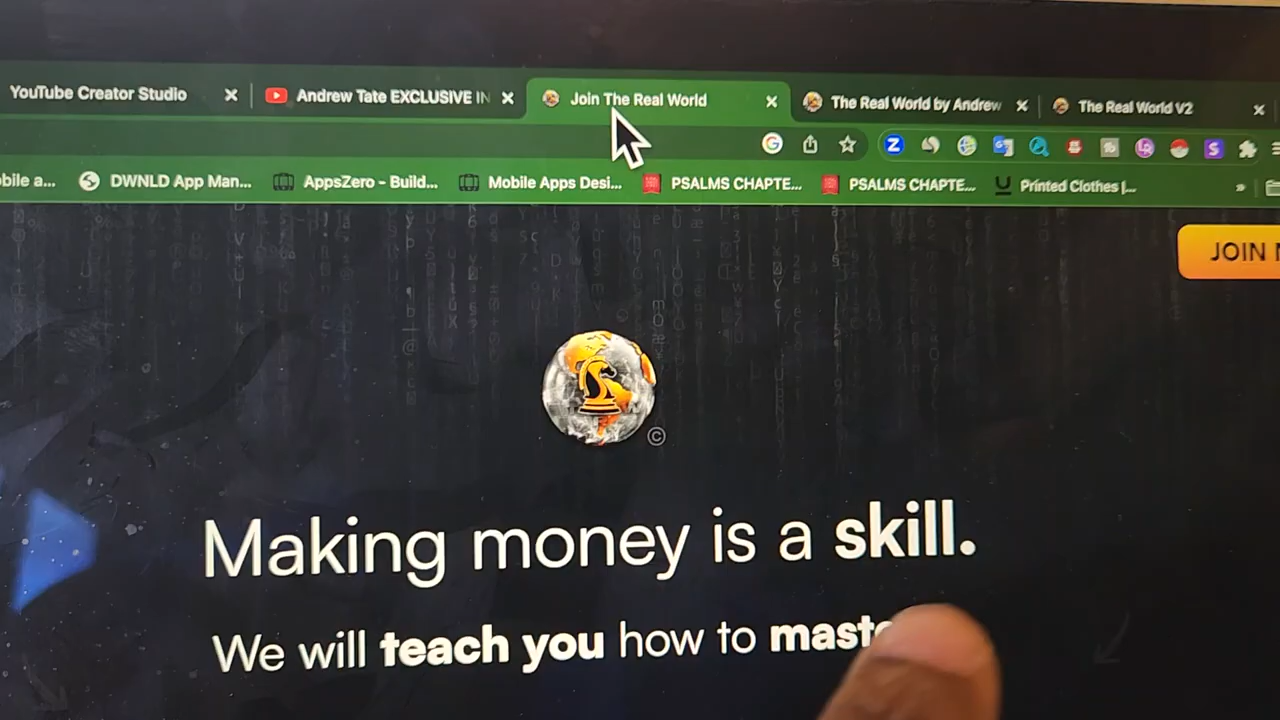 YouTube Creator Studio
Andrew Tate EXCLUSIVE IN
Join The Real World
The Real World by Andrew
The Real World V2
bile a...
DWNLD App Man...
AppsZero - Build...
Mobile Apps Desi...
PSALMS CHAPTE...
PSALMS CHAPTE...
Printed Clothes |...
JOIN
©
Making money is a skill.
We will teach you how to maste